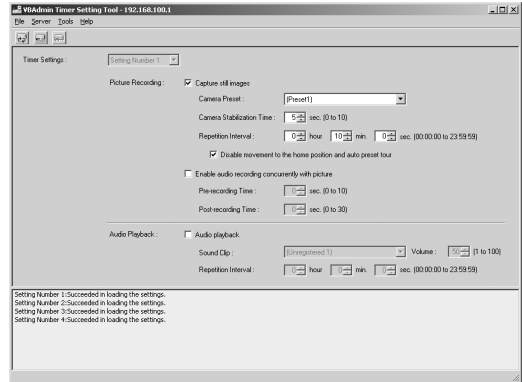 VBAdmin Timer Setting Tool - 192.168.100.1
File Server Tools Help
Timer Settings : Setting Number 1
Picture Recording : Capture still images
Camera Preset : (Preset1)
Camera Stabilization Time : 5 sec. (0 to 10)
Repetition Interval : 0 hour 10 min. 0 sec. (00:00:00 to 23:59:59)
Disable movement to the home position and auto preset tour
Enable audio recording concurrently with picture
Pre-recording Time : 0 sec. (0 to 10)
Post-recording Time : 0 sec. (0 to 30)
Audio Playback : Audio playback
Sound Clip : (Unregistered 1) Volume : 50 (1 to 100)
Repetition Interval : 0 hour 0 min. 0 sec. (00:00:00 to 23:59:59)
Setting Number 1:Succeeded in loading the settings.
Setting Number 2:Succeeded in loading the settings.
Setting Number 3:Succeeded in loading the settings.
Setting Number 4:Succeeded in loading the settings.